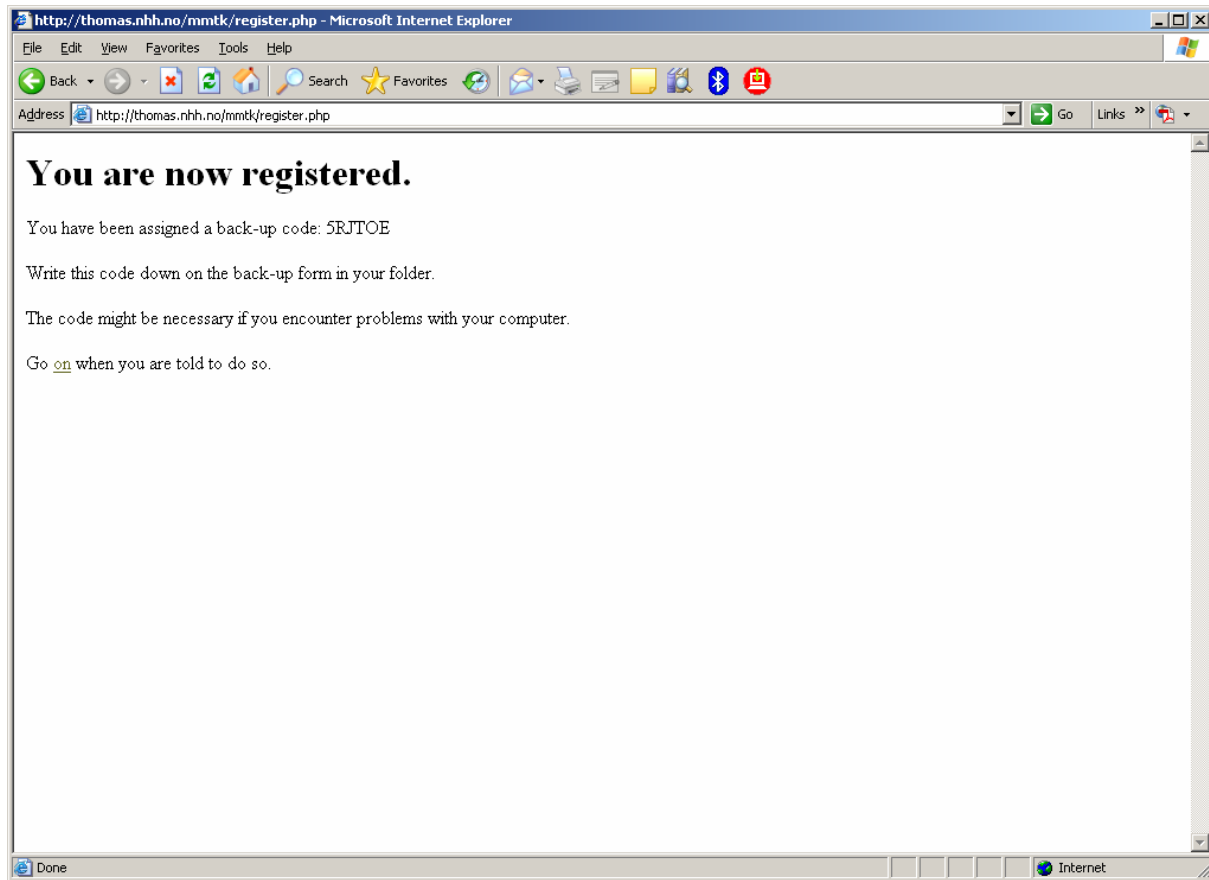 http://thomas.nhh.no/mmtk/register.php - Microsoft Internet Explorer
File Edit View Favorites Tools Help
Back Search Favorites
Address http://thomas.nhh.no/mmtk/register.php Go Links »
You are now registered.
You have been assigned a back-up code: 5RJTOE
Write this code down on the back-up form in your folder.
The code might be necessary if you encounter problems with your computer.
Go on when you are told to do so.
Done Internet